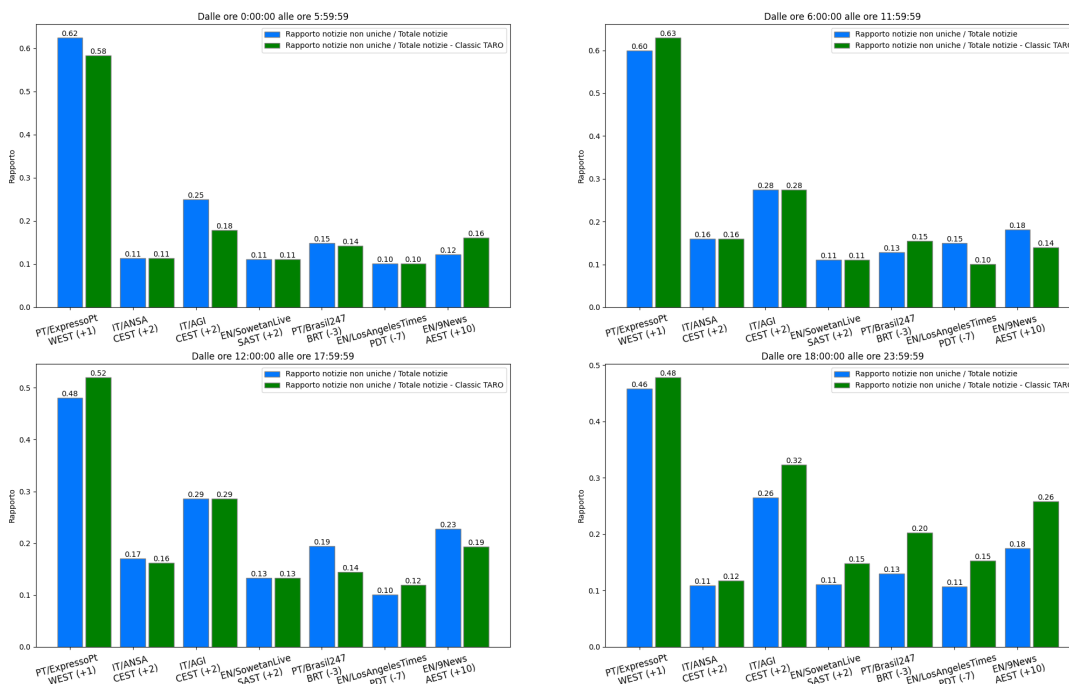 Dalle ore 0:00:00 alle ore 5:59:59
Rapporto notizie non uniche / Totale notizie
Rapporto notizie non uniche / Totale notizie - Classic TARO
Rapporto
0.6
0.5
0.4
0.3
0.2
0.1
0.0
0.62
0.58
0.11
0.11
0.25
0.18
0.11
0.11
0.15
0.14
0.10
0.10
0.12
0.16
PT/ExpressoPt
WEST (+1)
IT/ANSA
CEST (+2)
IT/AGI
CEST (+2)
EN/SowetanLive
SAST (+2)
PT/Brasil247
BRT (-3)
EN/LosAngelesTimes
PDT (-7)
EN/9News
AEST (+10)
Dalle ore 6:00:00 alle ore 11:59:59
Rapporto notizie non uniche / Totale notizie
Rapporto notizie non uniche / Totale notizie - Classic TARO
Rapporto
0.6
0.5
0.4
0.3
0.2
0.1
0.0
0.60
0.63
0.16
0.16
0.28
0.28
0.11
0.11
0.13
0.15
0.15
0.10
0.18
0.14
PT/ExpressoPt
WEST (+1)
IT/ANSA
CEST (+2)
IT/AGI
CEST (+2)
EN/SowetanLive
SAST (+2)
PT/Brasil247
BRT (-3)
EN/LosAngelesTimes
PDT (-7)
EN/9News
AEST (+10)
Dalle ore 12:00:00 alle ore 17:59:59
Rapporto notizie non uniche / Totale notizie
Rapporto notizie non uniche / Totale notizie - Classic TARO
Rapporto
0.5
0.4
0.3
0.2
0.1
0.0
0.48
0.52
0.17
0.16
0.29
0.29
0.13
0.13
0.19
0.14
0.10
0.12
0.23
0.19
PT/ExpressoPt
WEST (+1)
IT/ANSA
CEST (+2)
IT/AGI
CEST (+2)
EN/SowetanLive
SAST (+2)
PT/Brasil247
BRT (-3)
EN/LosAngelesTimes
PDT (-7)
EN/9News
AEST (+10)
Dalle ore 18:00:00 alle ore 23:59:59
Rapporto notizie non uniche / Totale notizie
Rapporto notizie non uniche / Totale notizie - Classic TARO
Rapporto
0.5
0.4
0.3
0.2
0.1
0.0
0.46
0.48
0.11
0.12
0.26
0.32
0.11
0.15
0.13
0.20
0.11
0.15
0.18
0.26
PT/ExpressoPt
WEST (+1)
IT/ANSA
CEST (+2)
IT/AGI
CEST (+2)
EN/SowetanLive
SAST (+2)
PT/Brasil247
BRT (-3)
EN/LosAngelesTimes
PDT (-7)
EN/9News
AEST (+10)